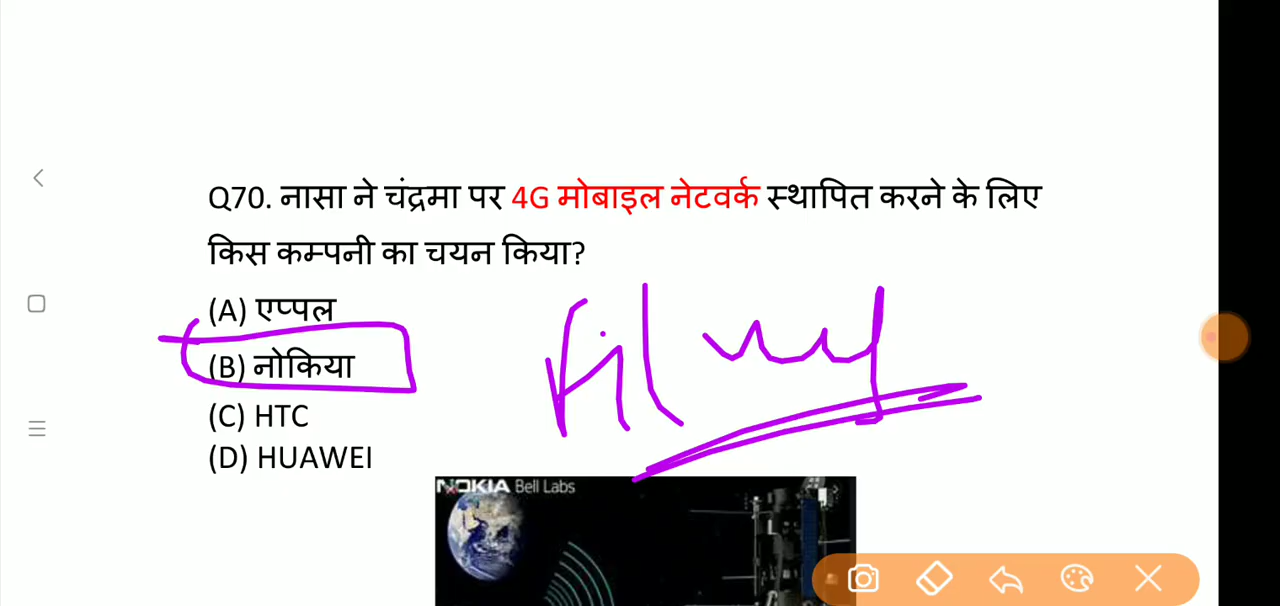 Q70. नासा ने चंद्रमा पर 4G मोबाइल नेटवर्क स्थापित करने के लिए
किस कम्पनी का चयन किया?
(A) एप्पल
(B) नोकिया
(C) HTC
(D) HUAWEI
NOKIA Bell Labs